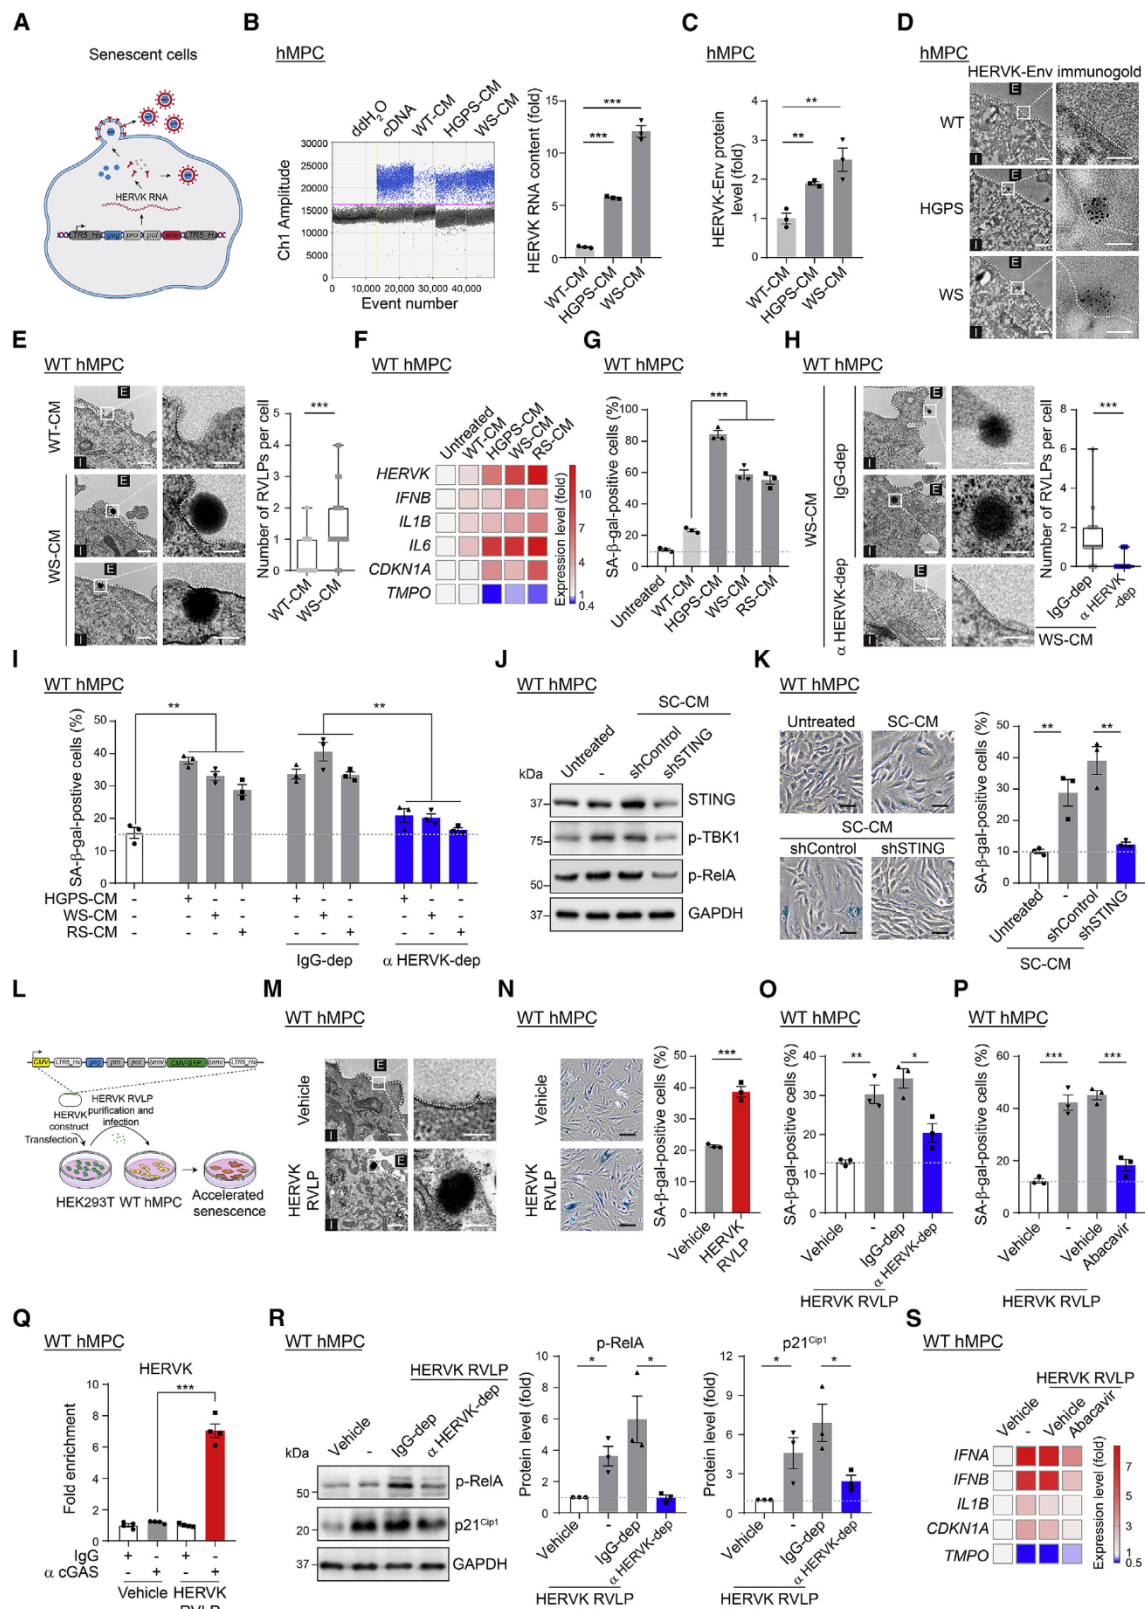 A
Senescent cells
HERVK RNA
LTR5_Hs gag pro pol env LTR5_Hs
B
hMPC
ddH2O
cDNA
WT-CM
HGPS-CM
WS-CM
Ch1 Amplitude
30000
25000
20000
15000
10000
5000
0
0 10,000 20,000 30,000 40,000
Event number
HERVK RNA content (fold)
15
10
5
0
***
***
WT-CM
HGPS-CM
WS-CM
C
hMPC
HERVK-Env protein
level (fold)
4
3
2
1
0
**
**
WT-CM
HGPS-CM
WS-CM
D
hMPC
HERVK-Env immunogold
WT
HGPS
WS
E
I
E
I
E
I
E
WT hMPC
WT-CM
WS-CM
E
I
E
I
E
I
Number of RVLPs per cell
5
4
3
2
1
0
***
WT-CM
WS-CM
F
WT hMPC
Untreated
WT-CM
HGPS-CM
WS-CM
RS-CM
HERVK
IFNB
IL1B
IL6
CDKN1A
TMPO
Expression level (fold)
10
7
4
1
0.4
G
WT hMPC
SA-β-gal-positive cells (%)
100
80
60
40
20
0
***
Untreated
WT-CM
HGPS-CM
WS-CM
RS-CM
H
WT hMPC
WS-CM
IgG-dep
α HERVK-dep
E
I
E
I
E
I
Number of RVLPs per cell
8
6
4
2
0
***
IgG-dep
α HERVK
-dep
WS-CM
I
WT hMPC
SA-β-gal-postive cells (%)
50
40
30
20
10
0
**
**
HGPS-CM - + - - + - - + - -
WS-CM - - + - - + - - + -
RS-CM - - - + - - + - - +
IgG-dep
α HERVK-dep
J
WT hMPC
SC-CM
Untreated
-
shControl
shSTING
kDa
37 STING
75 p-TBK1
50 p-RelA
37 GAPDH
K
WT hMPC
Untreated
SC-CM
SC-CM
shControl
shSTING
SA-β-gal-positive cells (%)
50
40
30
20
10
0
**
**
Untreated
-
shControl
shSTING
SC-CM
L
CMV LTR5_Hs gag pro pol env CMV-GFP env LTR5_Hs
HERVK RVLP
purification and
infection
HERVK
construct
Transfection
HEK293T
WT hMPC
Accelerated
senescence
M
WT hMPC
Vehicle
HERVK
RVLP
E
I
E
I
N
WT hMPC
Vehicle
HERVK
RVLP
SA-β-gal-positive cells (%)
50
40
30
20
10
0
***
Vehicle
HERVK
RVLP
O
WT hMPC
SA-β-gal-positive cells (%)
40
30
20
10
0
**
*
Vehicle
-
IgG-dep
α HERVK-dep
HERVK RVLP
P
WT hMPC
SA-β-gal-positive cells (%)
60
40
20
0
***
***
Vehicle
-
Vehicle
Abacavir
HERVK RVLP
Q
WT hMPC
HERVK
Fold enrichment
10
8
6
4
2
0
***
IgG + - + -
α cGAS - + - +
Vehicle
HERVK
RVLP
R
WT hMPC
HERVK RVLP
Vehicle
-
IgG-dep
α HERVK-dep
kDa
50 p-RelA
20 p21Cip1
37 GAPDH
p-RelA
Protein level (fold)
10
8
6
4
2
0
*
*
Vehicle
-
IgG-dep
α HERVK-dep
HERVK RVLP
p21Cip1
Protein level (fold)
12
9
6
3
0
*
*
Vehicle
-
IgG-dep
α HERVK-dep
HERVK RVLP
S
WT hMPC
HERVK RVLP
Vehicle
-
Vehicle
Abacavir
IFNA
IFNB
IL1B
CDKN1A
TMPO
Expression level (fold)
7
5
3
1
0.5